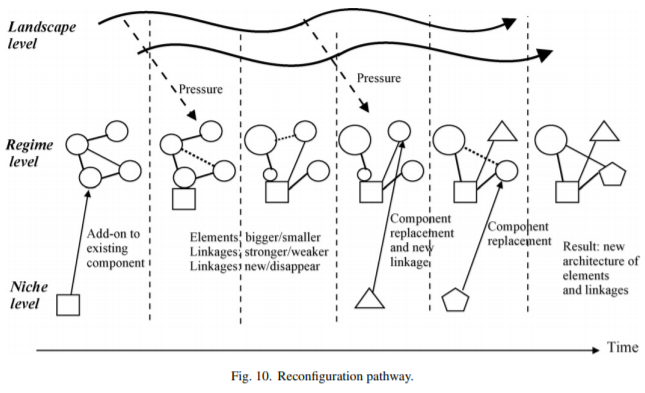 Landscape
level
Pressure
Pressure
Regime
level
Add-on to
existing
component
Elements: bigger/smaller
Linkages: stronger/weaker
Linkages: new/disappear
Component
replacement
and new
linkage
Component
replacement
Result: new
architecture of
elements
and linkages
Niche
level
Time
Fig. 10. Reconfiguration pathway.